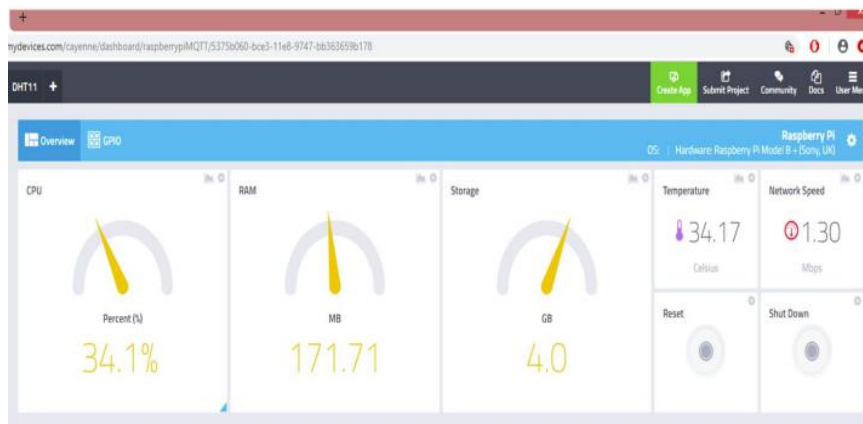 mydevices.com/cayenne/dashboard/raspberrypiMQTT/5375b060-bce3-11e8-9747-bb363659b178
DHT11 +
Create App Submit Project Community Docs User Me
Overview GPIO
Raspberry Pi
OS: | Hardware: Raspberry Pi Model B + (Sony, UK)
CPU
Percent (%)
34.1%
RAM
MB
171.71
Storage
GB
4.0
Temperature
34.17
Celsius
Network Speed
1.30
Mbps
Reset
Shut Down